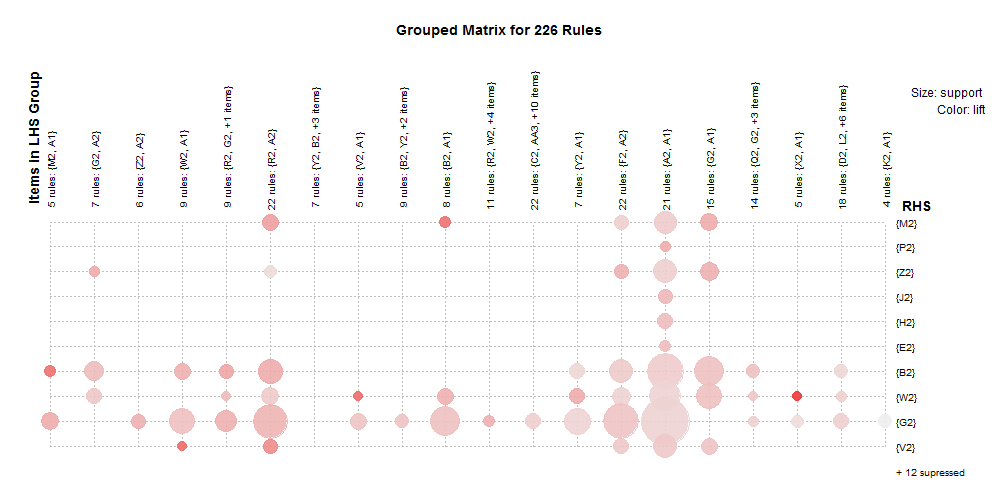 Grouped Matrix for 226 Rules
Size: support
Color: lift
Items in LHS Group
5 rules: {M2, A1}
7 rules: {G2, A2}
6 rules: {Z2, A2}
9 rules: {W2, A1}
9 rules: {R2, G2, +1 items}
22 rules: {R2, A2}
7 rules: {Y2, B2, +3 items}
5 rules: {V2, A1}
9 rules: {B2, Y2, +2 items}
8 rules: {B2, A1}
11 rules: {R2, W2, +4 items}
22 rules: {C2, AA3, +10 items}
7 rules: {Y2, A1}
22 rules: {F2, A2}
21 rules: {A2, A1}
15 rules: {G2, A1}
14 rules: {Q2, G2, +3 items}
5 rules: {X2, A1}
18 rules: {D2, L2, +6 items}
4 rules: {K2, A1}
RHS
{M2}
{P2}
{Z2}
{J2}
{H2}
{E2}
{B2}
{W2}
{G2}
{V2}
+ 12 supressed